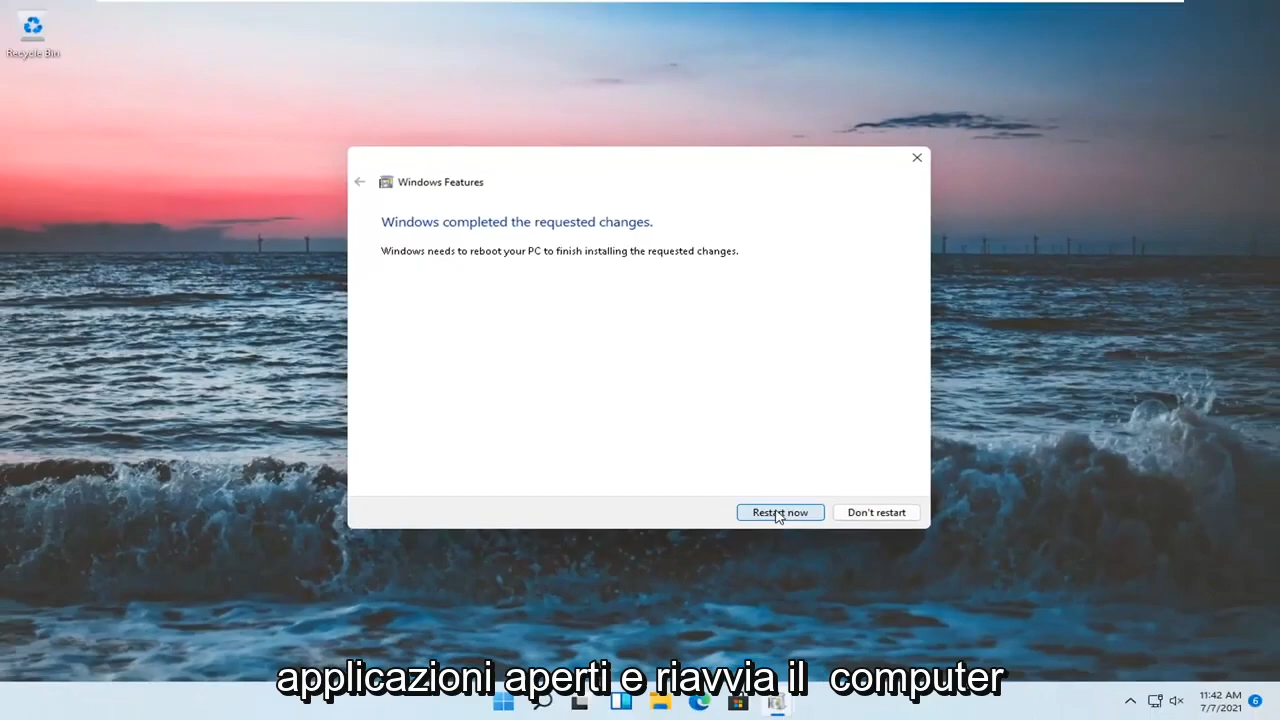 Recycle Bin
Windows Features
Windows completed the requested changes.
Windows needs to reboot your PC to finish installing the requested changes.
Restart now
Don't restart
applicazioni aperti e riavvia il computer
11:42 AM
7/7/2021
6